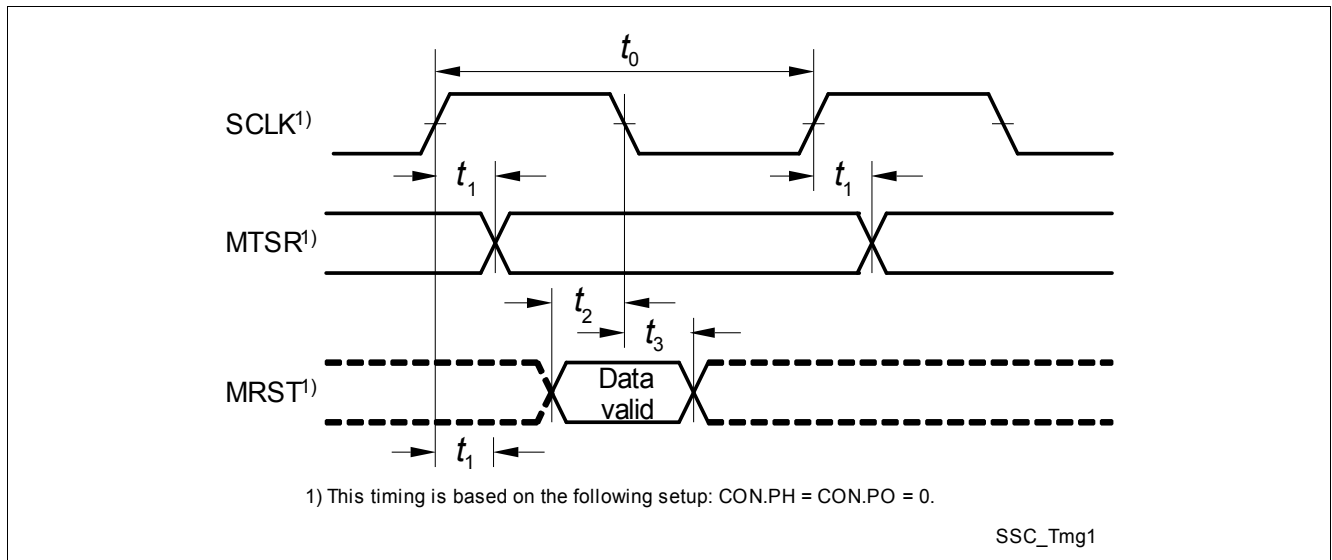 t₀
SCLK¹⁾
t₁ t₁
MTSR¹⁾
t₂
t₃
MRST¹⁾
Data
valid
t₁
1) This timing is based on the following setup: CON.PH = CON.PO = 0.
SSC_Tmg1